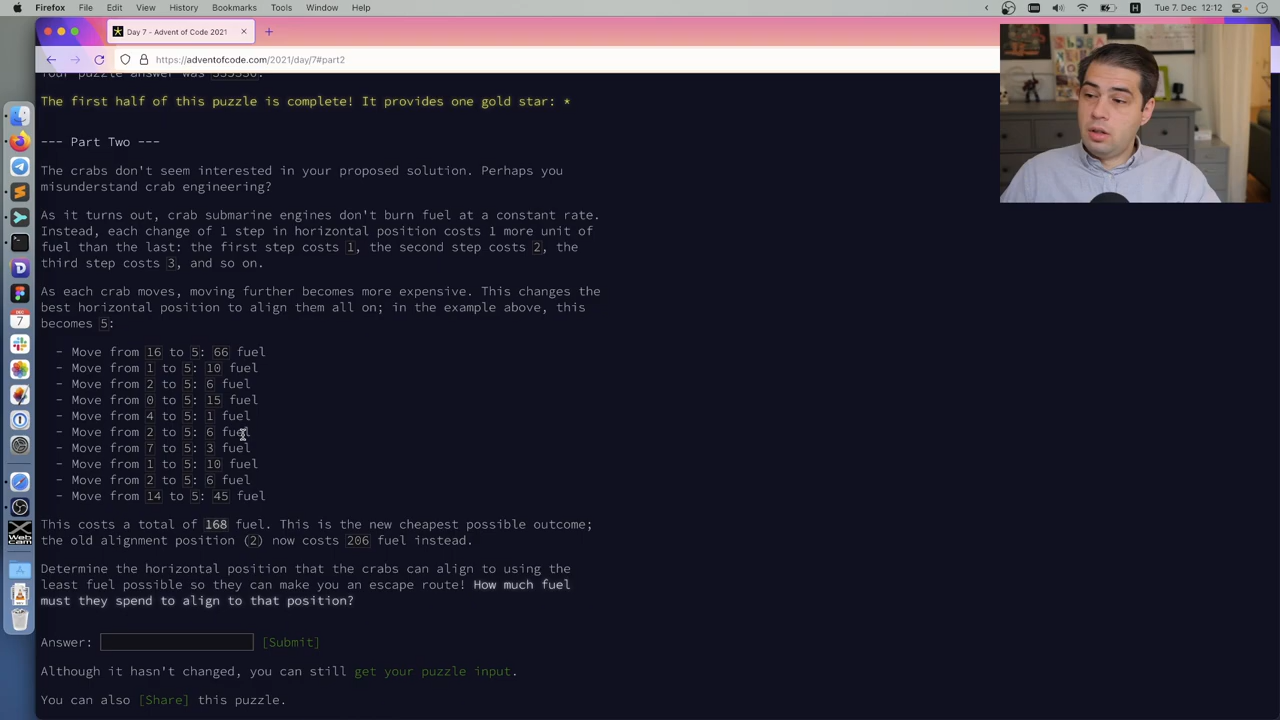 Firefox File Edit View History Bookmarks Tools Window Help
Tue 7. Dec 12:12
Day 7 - Advent of Code 2021
https://adventofcode.com/2021/day/7#part2
Your puzzle answer was
The first half of this puzzle is complete! It provides one gold star: *
--- Part Two ---
The crabs don't seem interested in your proposed solution. Perhaps you
misunderstand crab engineering?
As it turns out, crab submarine engines don't burn fuel at a constant rate.
Instead, each change of 1 step in horizontal position costs 1 more unit of
fuel than the last: the first step costs 1, the second step costs 2, the
third step costs 3, and so on.
As each crab moves, moving further becomes more expensive. This changes the
best horizontal position to align them all on; in the example above, this
becomes 5:
- Move from 16 to 5: 66 fuel
- Move from 1 to 5: 10 fuel
- Move from 2 to 5: 6 fuel
- Move from 0 to 5: 15 fuel
- Move from 4 to 5: 1 fuel
- Move from 2 to 5: 6 fuel
- Move from 7 to 5: 3 fuel
- Move from 1 to 5: 10 fuel
- Move from 2 to 5: 6 fuel
- Move from 14 to 5: 45 fuel
This costs a total of 168 fuel. This is the new cheapest possible outcome;
the old alignment position (2) now costs 206 fuel instead.
Determine the horizontal position that the crabs can align to using the
least fuel possible so they can make you an escape route! How much fuel
must they spend to align to that position?
Answer: [Submit]
Although it hasn't changed, you can still get your puzzle input.
You can also [Share] this puzzle.